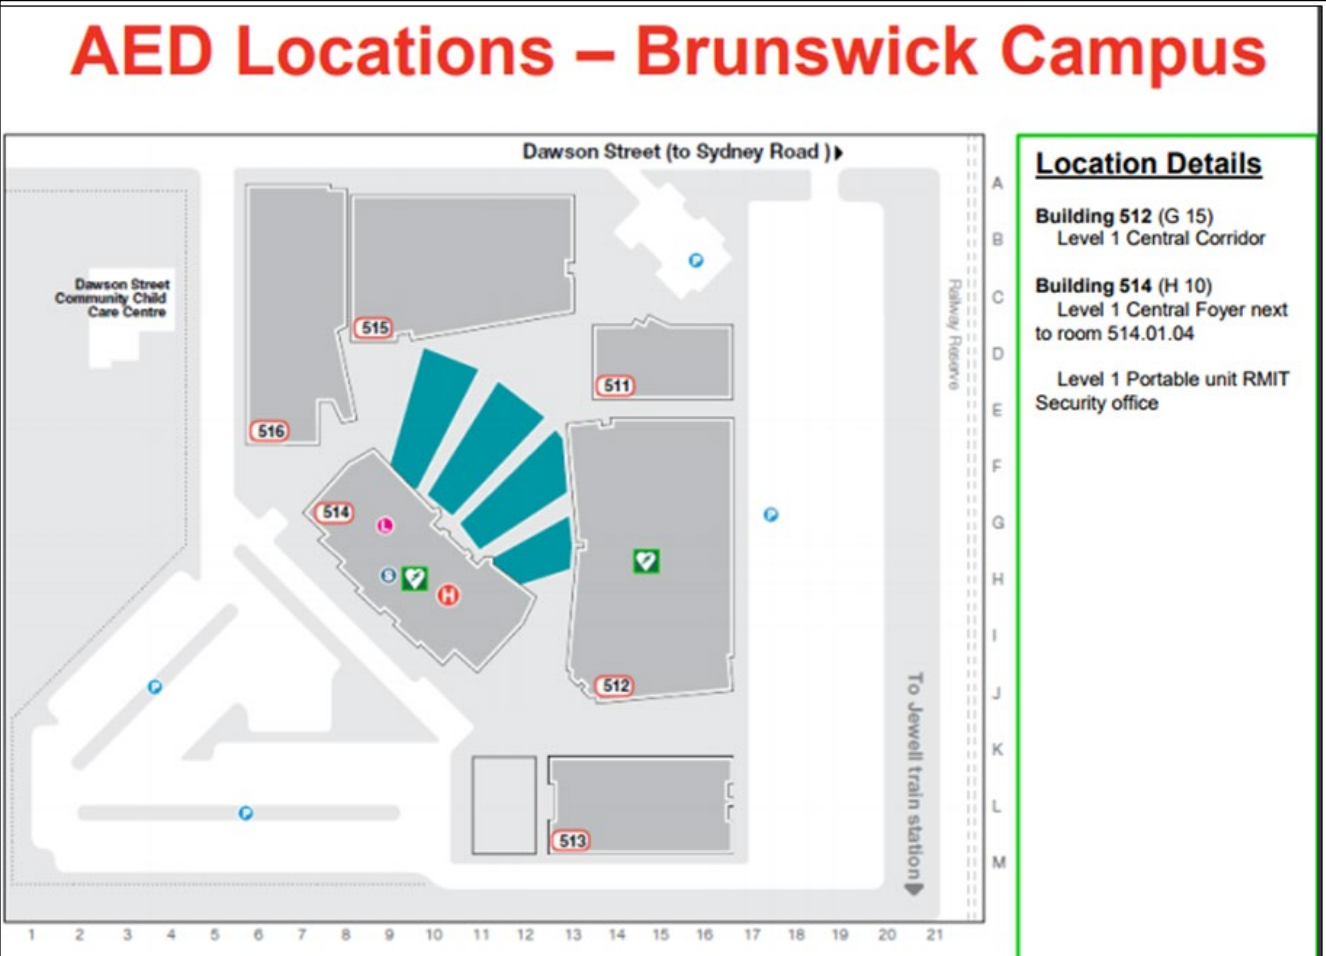 AED Locations – Brunswick Campus
Dawson Street (to Sydney Road )
Location Details
Building 512 (G 15)
Level 1 Central Corridor
Building 514 (H 10)
Level 1 Central Foyer next
to room 514.01.04
Level 1 Portable unit RMIT
Security office
Dawson Street
Community Child
Care Centre
515
511
516
514
512
513
P
P
P
P
L
S
H
Railway Reserve
To Jewell train station
A
B
C
D
E
F
G
H
I
J
K
L
M
1 2 3 4 5 6 7 8 9 10 11 12 13 14 15 16 17 18 19 20 21